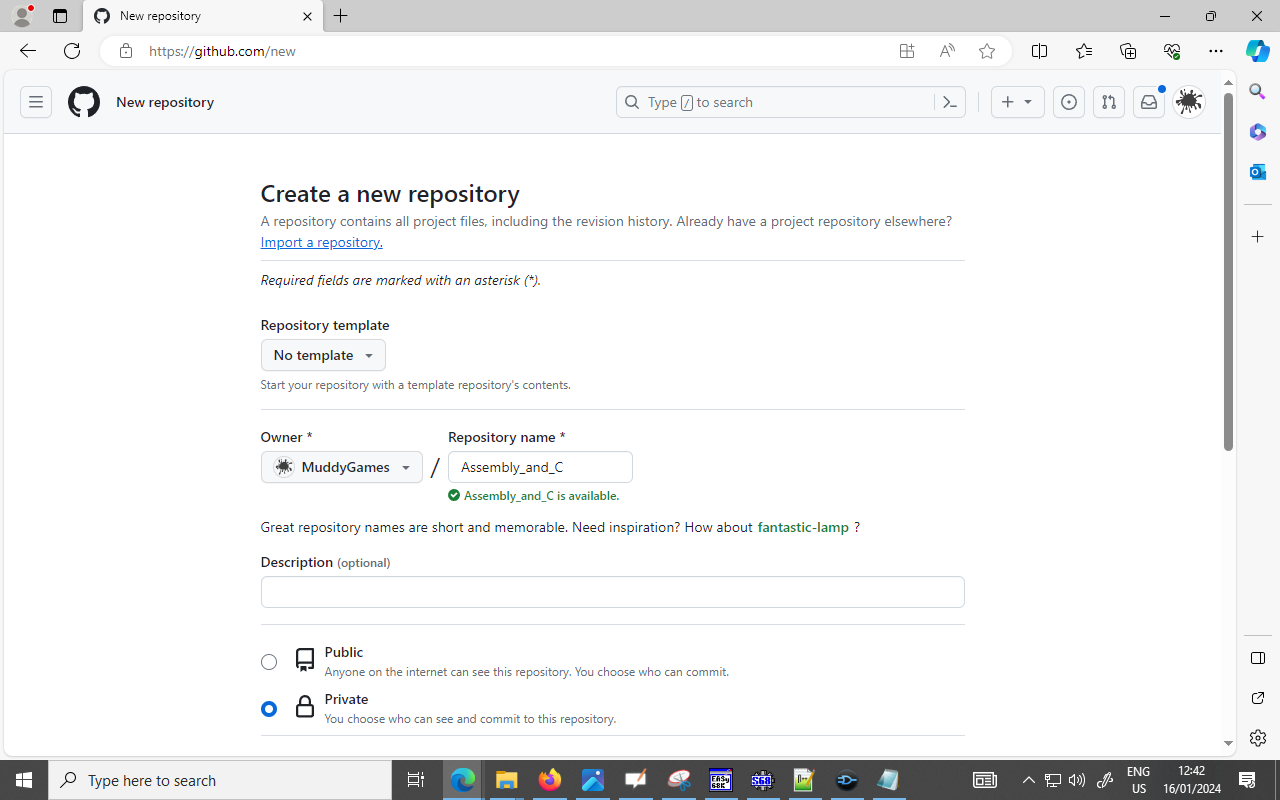 New repository
https://github.com/new
New repository
Type / to search
Create a new repository
A repository contains all project files, including the revision history. Already have a project repository elsewhere?
Import a repository.
Required fields are marked with an asterisk (*).
Repository template
No template
Start your repository with a template repository's contents.
Owner * Repository name *
MuddyGames / Assembly_and_C
Assembly_and_C is available.
Great repository names are short and memorable. Need inspiration? How about fantastic-lamp ?
Description (optional)
Public
Anyone on the internet can see this repository. You choose who can commit.
Private
You choose who can see and commit to this repository.
Type here to search
EASy
68K
SGD
ENG
US
12:42
16/01/2024